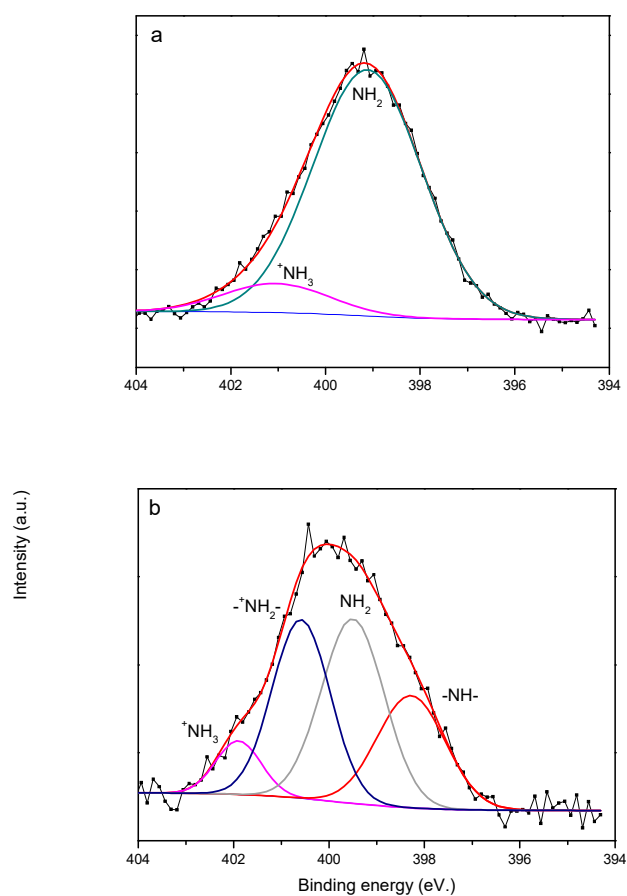 a
NH2
+NH3
404 402 400 398 396 394
Intensity (a.u.)
b
-+NH2-
NH2
-NH-
+NH3
404 402 400 398 396 394
Binding energy (eV.)